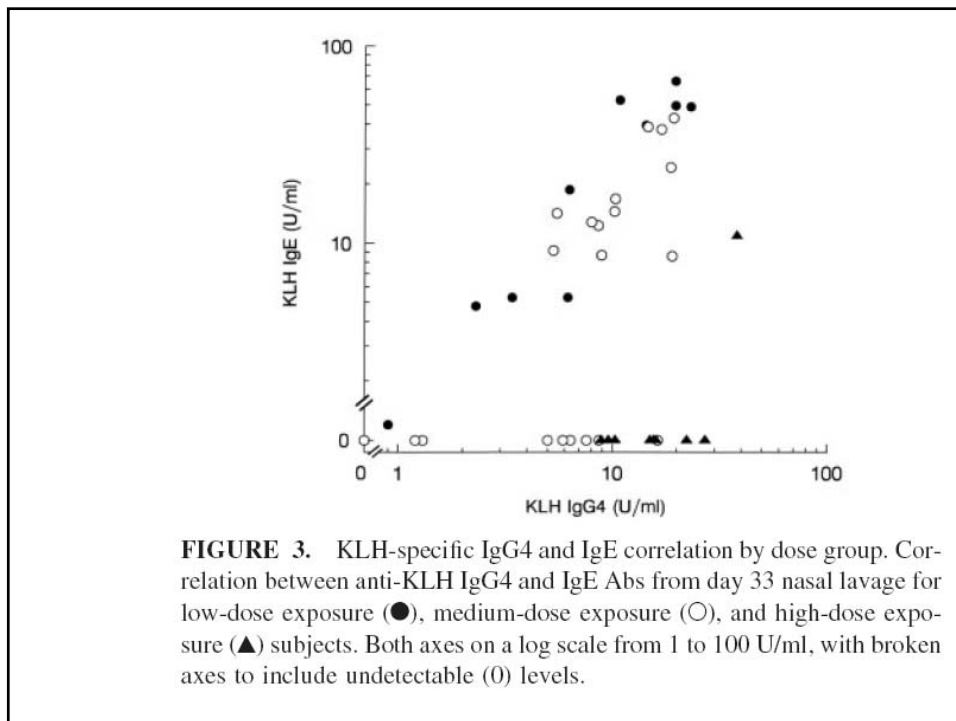 100
10
0
KLH IgE (U/ml)
0 1 10 100
KLH IgG4 (U/ml)
FIGURE 3. KLH-specific IgG4 and IgE correlation by dose group. Cor-
relation between anti-KLH IgG4 and IgE Abs from day 33 nasal lavage for
low-dose exposure (●), medium-dose exposure (○), and high-dose expo-
sure (▲) subjects. Both axes on a log scale from 1 to 100 U/ml, with broken
axes to include undetectable (0) levels.